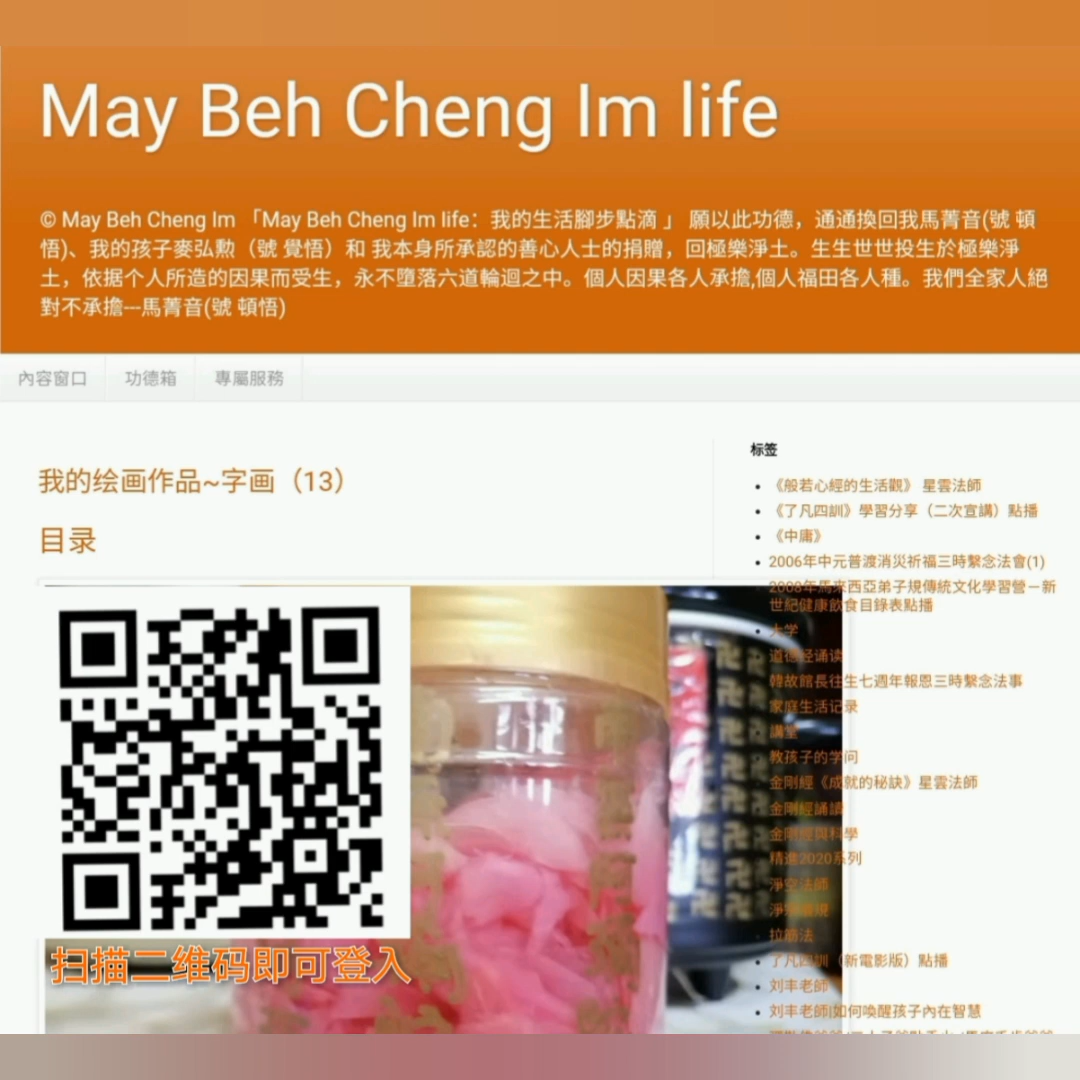 May Beh Cheng Im life
© May Beh Cheng Im 「May Beh Cheng Im life：我的生活腳步點滴 」 願以此功德，通通換回我馬菁音(號 頓
悟)、我的孩子麥弘勲（號 覺悟）和 我本身所承認的善心人士的捐贈，回極樂淨土。生生世世投生於極樂淨
土，依据个人所造的因果而受生，永不墮落六道輪迴之中。個人因果各人承擔,個人福田各人種。我們全家人絕
對不承擔---馬菁音(號 頓悟)
內容窗口
功德箱
專屬服務
我的绘画作品~字画（13）
目录
扫描二维码即可登入
标签
《般若心經的生活觀》 星雲法師
《了凡四訓》學習分享（二次宣講）點播
《中庸》
2006年中元普渡消災祈福三時繫念法會(1)
2008年馬來西亞弟子規傳統文化學習營－新
世紀健康飲食目錄表點播
大学
道德经诵读
韓故館長往生七週年報恩三時繫念法事
家庭生活记录
講堂
教孩子的学问
金剛經《成就的秘訣》星雲法師
金剛經誦讀
金剛經與科學
精進2020系列
淨空法師
拉筋法
了凡四訓（新電影版）點播
刘丰老師
刘丰老師|如何喚醒孩子內在智慧